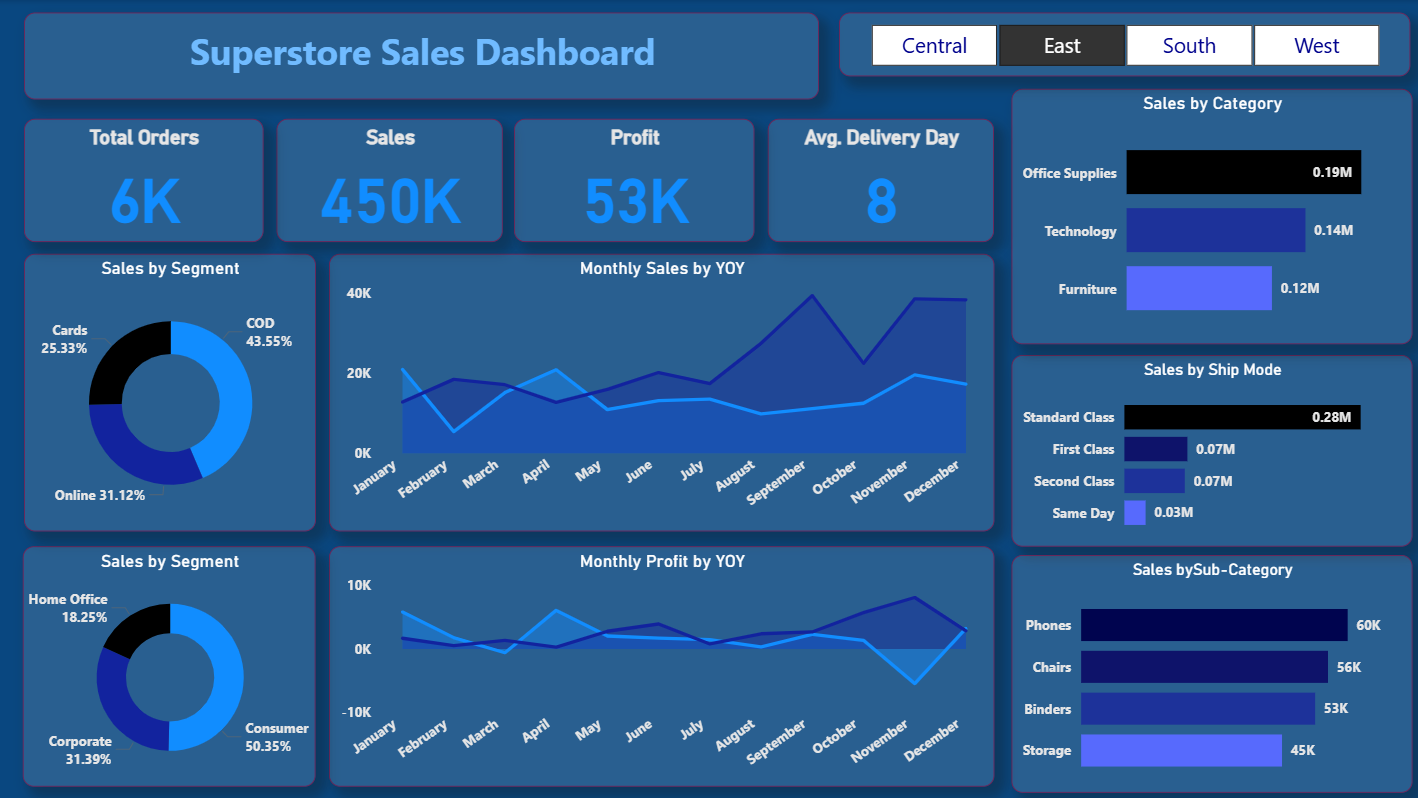 Superstore Sales Dashboard
Central
East
South
West
Total Orders
6K
Sales
450K
Profit
53K
Avg. Delivery Day
8
Sales by Category
Office Supplies
0.19M
Technology
0.14M
Furniture
0.12M
Sales by Segment
Cards
25.33%
COD
43.55%
Online 31.12%
Monthly Sales by YOY
40K
20K
0K
January
February
March
April
May
June
July
August
September
October
November
December
Sales by Ship Mode
Standard Class
0.28M
First Class
0.07M
Second Class
0.07M
Same Day
0.03M
Sales by Segment
Home Office
18.25%
Corporate
31.39%
Consumer
50.35%
Monthly Profit by YOY
10K
0K
-10K
January
February
March
April
May
June
July
August
September
October
November
December
Sales bySub-Category
Phones
60K
Chairs
56K
Binders
53K
Storage
45K